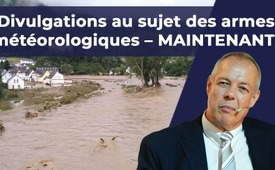 Divulgations au sujet des armes
météorologiques – MAINTENANT